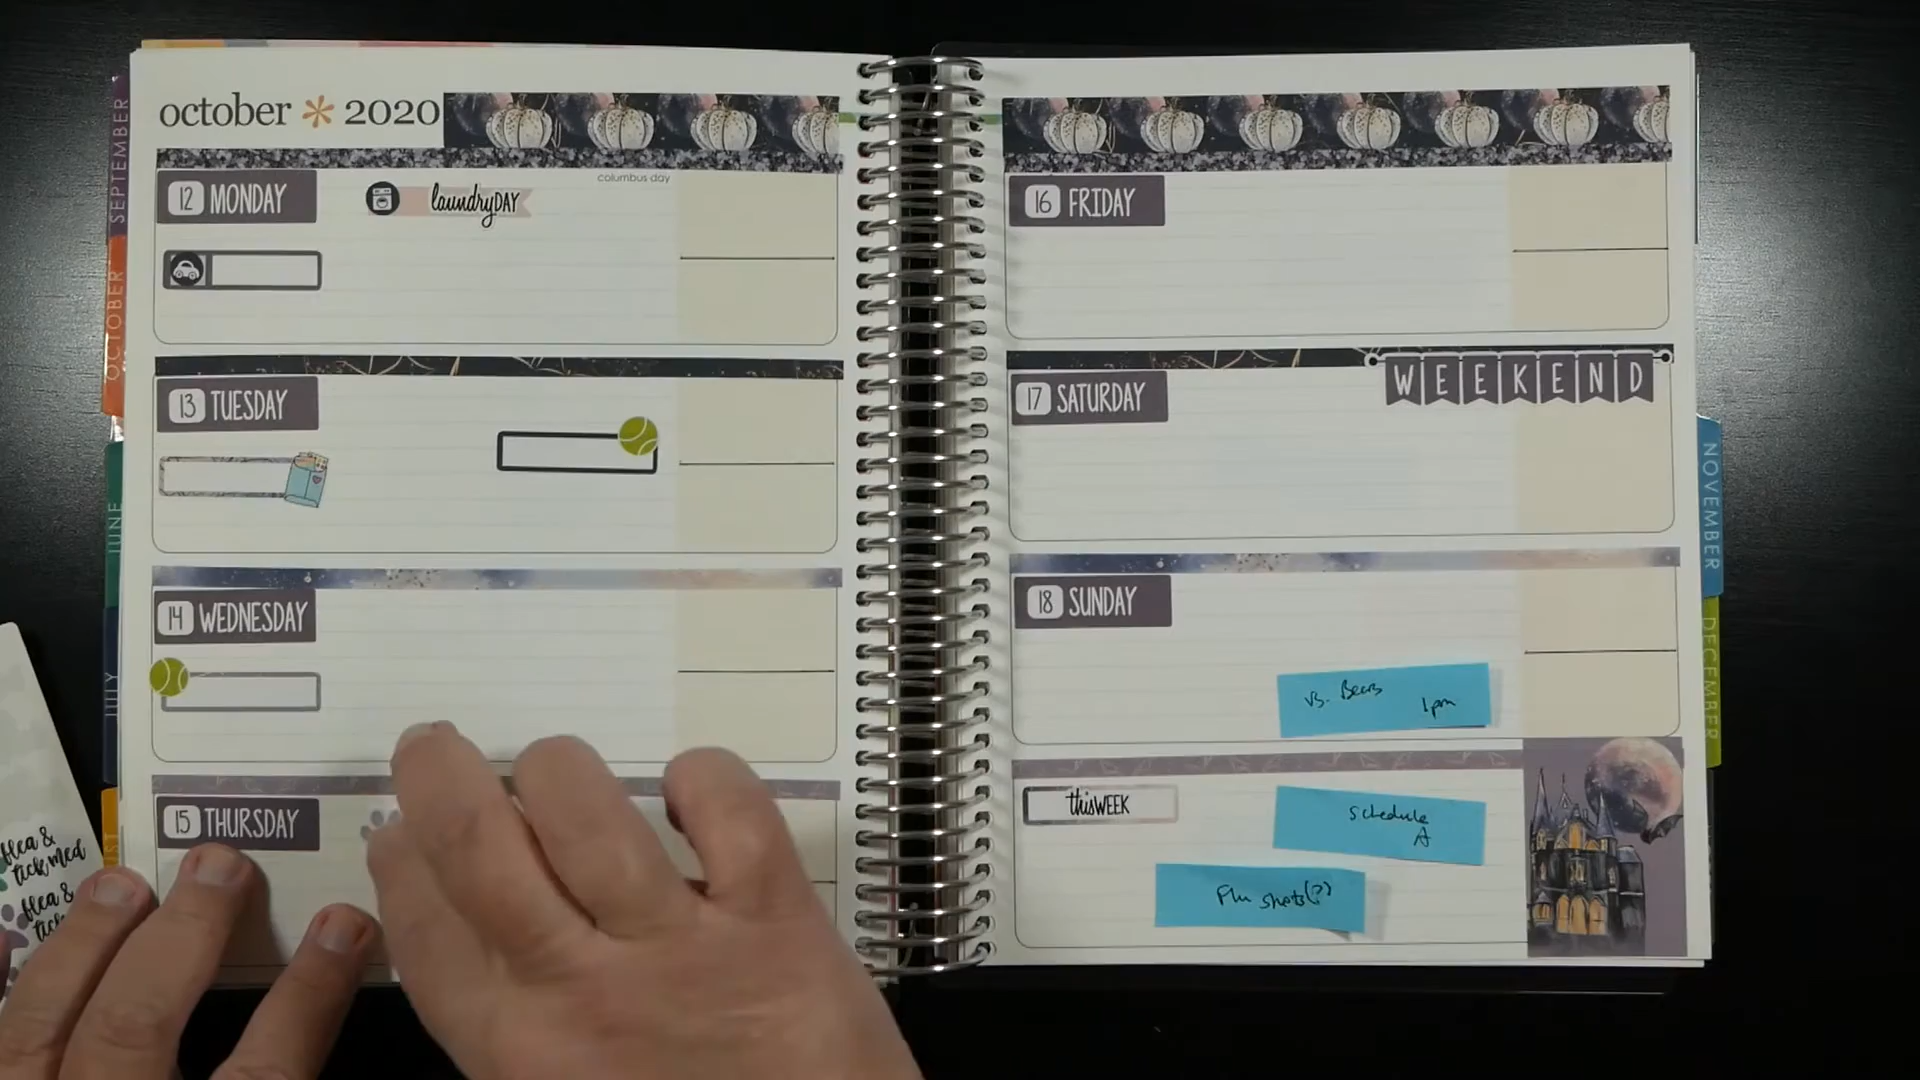 october * 2020
12 MONDAY
laundryDAY
columbus day
13 TUESDAY
14 WEDNESDAY
15 THURSDAY
16 FRIDAY
17 SATURDAY
WEEKEND
18 SUNDAY
vs. Bears
1pm
thisWEEK
Schedule
A
Flu shots(?)
SEPTEMBER
OCTOBER
JUNE
JULY
NOVEMBER
DECEMBER
flea &
tick med
flea &